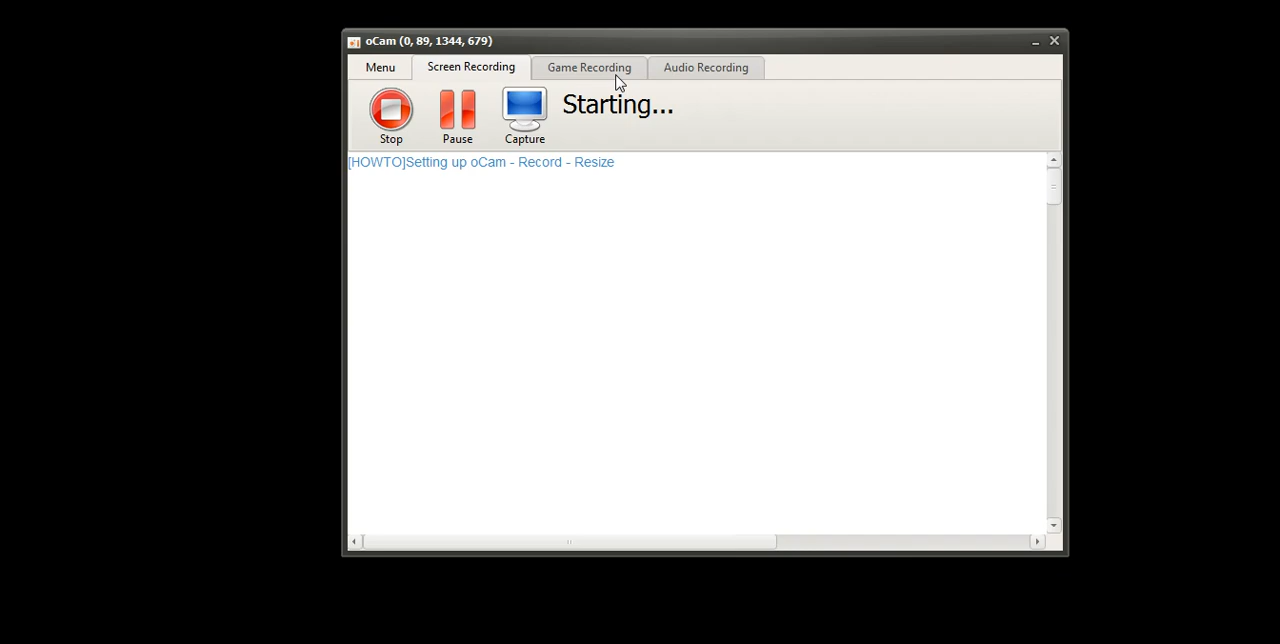 oCam (0, 89, 1344, 679)
Menu Screen Recording Game Recording Audio Recording
Starting...
Stop Pause Capture
[HOWTO]Setting up oCam - Record - Resize